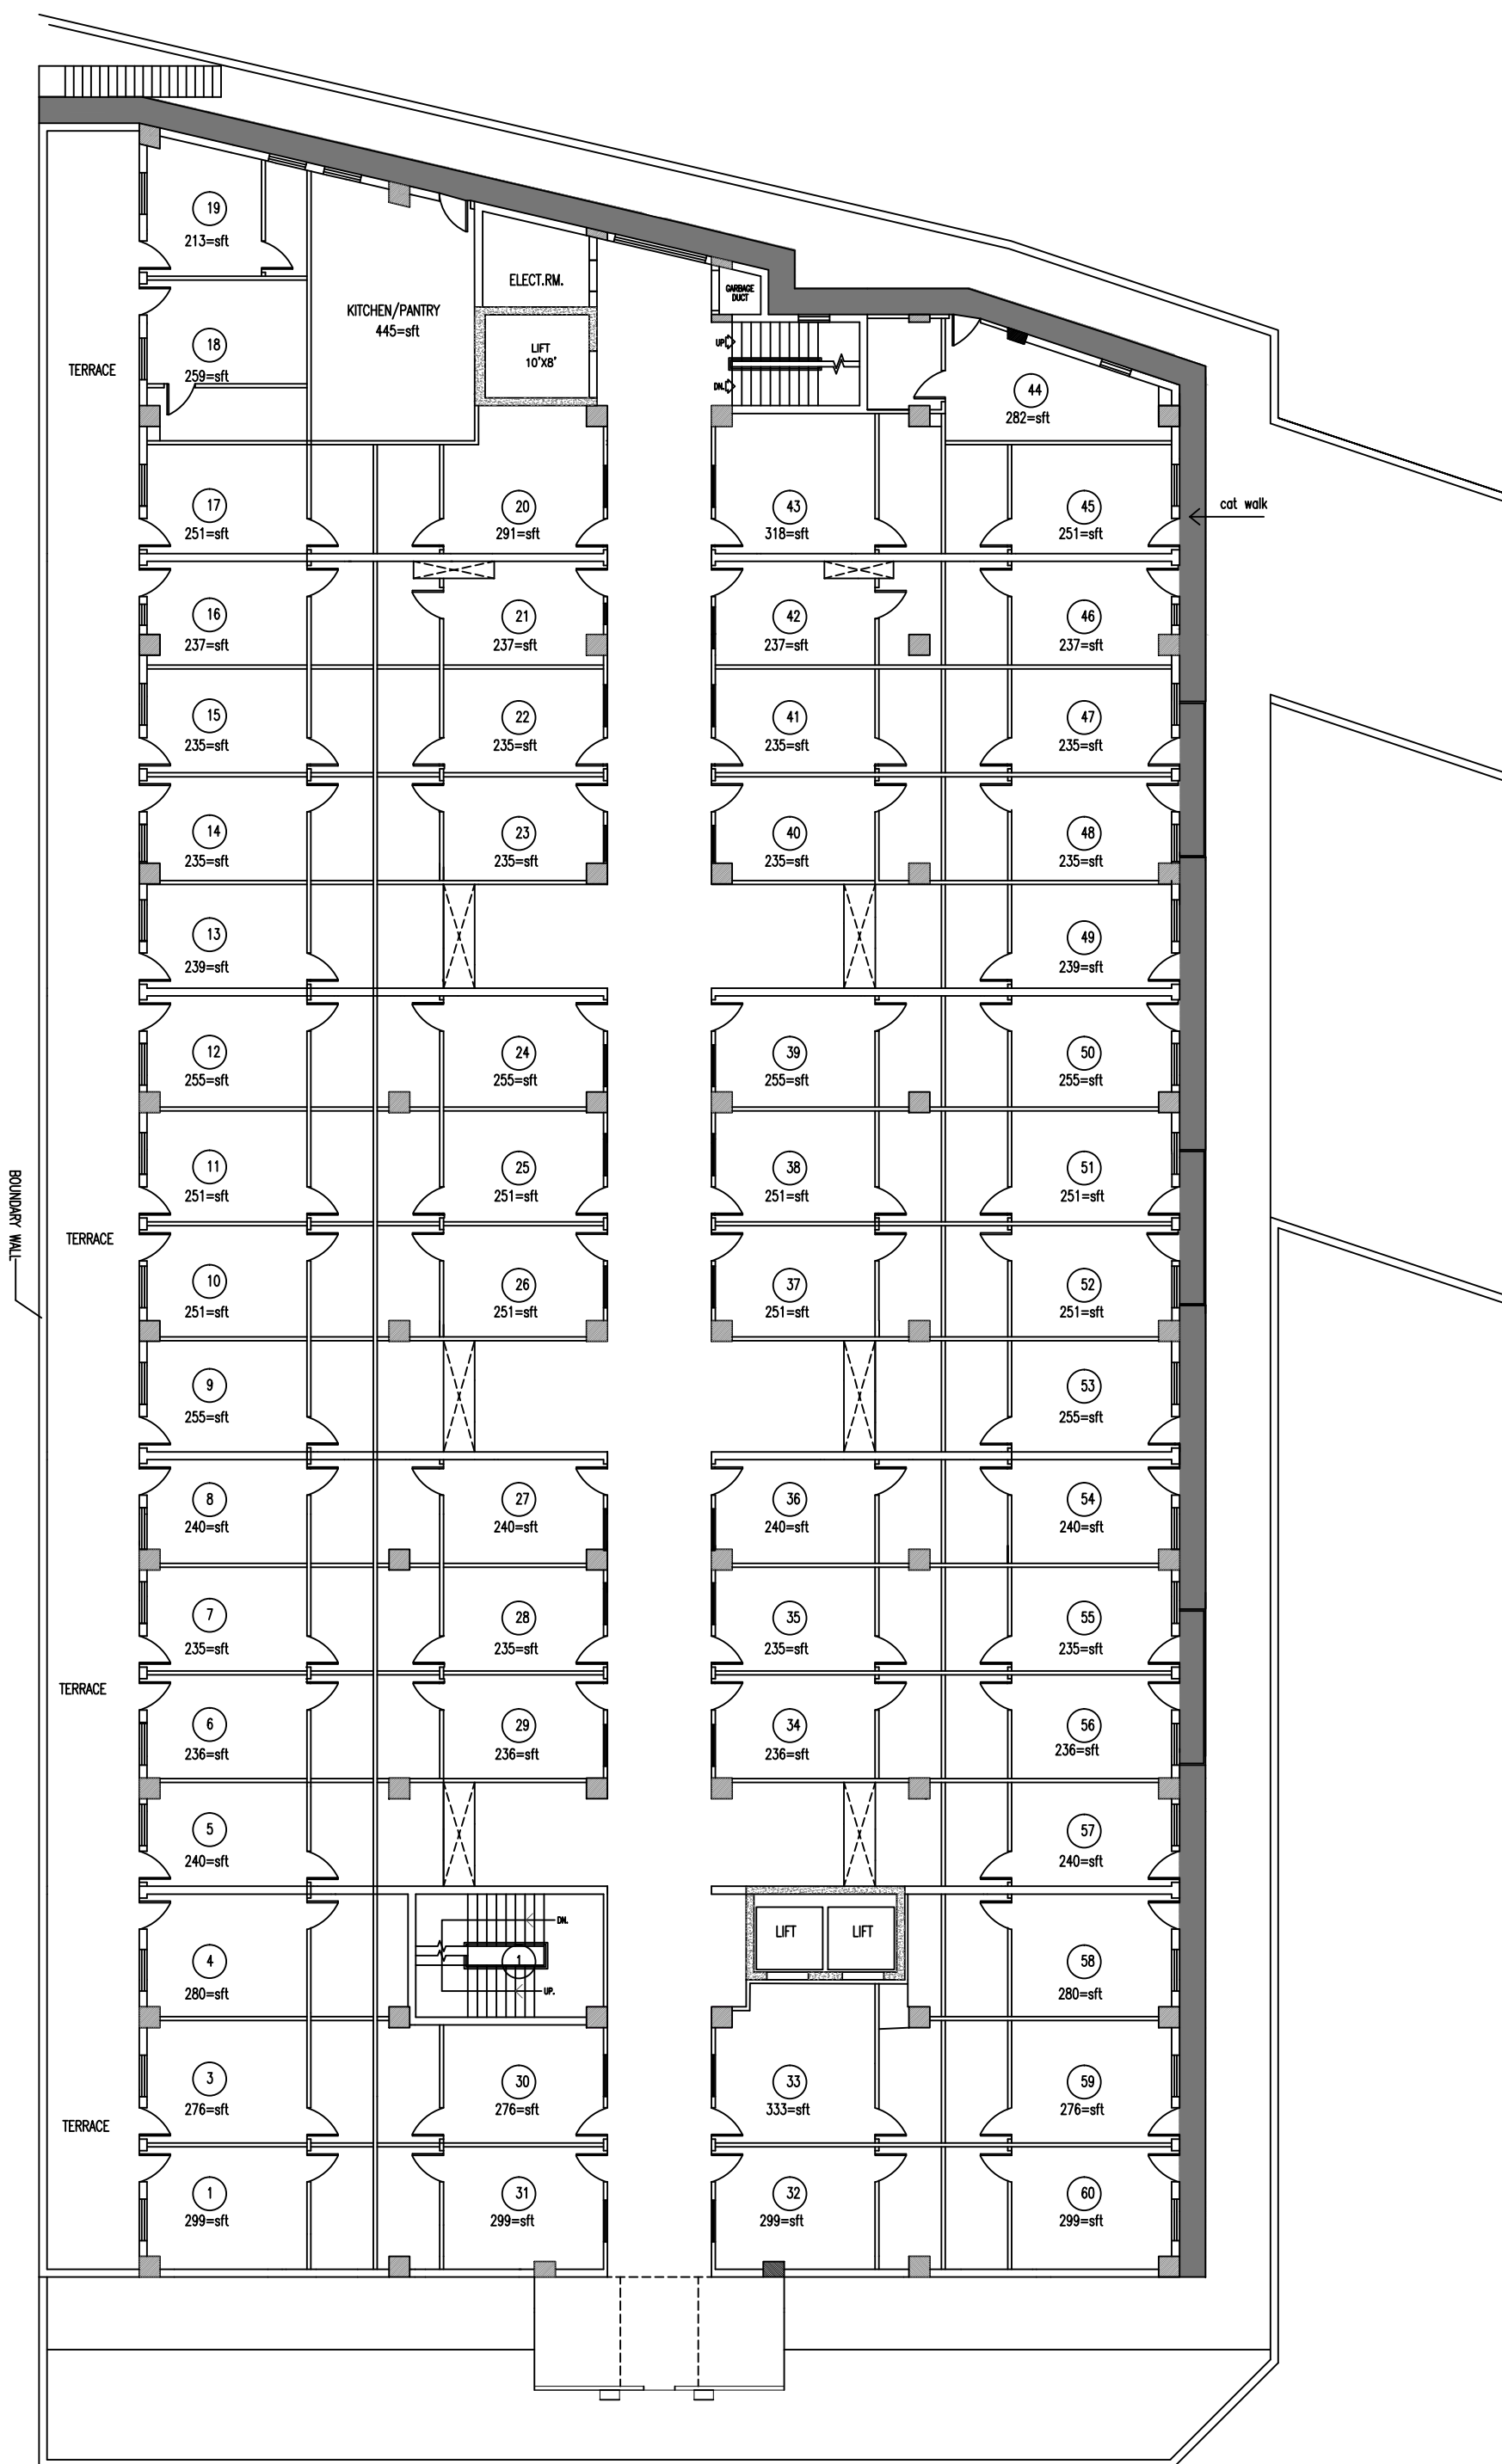 19
213=sft
ELECT.RM.
GARBAGE
DUCT
KITCHEN/PANTRY
445=sft
18
259=sft
TERRACE
LIFT
10'X8'
UP
DN.
44
282=sft
17
251=sft
20
291=sft
43
318=sft
45
251=sft
cat walk
16
237=sft
21
237=sft
42
237=sft
46
237=sft
15
235=sft
22
235=sft
41
235=sft
47
235=sft
14
235=sft
23
235=sft
40
235=sft
48
235=sft
13
239=sft
49
239=sft
12
255=sft
24
255=sft
39
255=sft
50
255=sft
11
251=sft
25
251=sft
38
251=sft
51
251=sft
BOUNDARY WALL
TERRACE
10
251=sft
26
251=sft
37
251=sft
52
251=sft
9
255=sft
53
255=sft
8
240=sft
27
240=sft
36
240=sft
54
240=sft
7
235=sft
28
235=sft
35
235=sft
55
235=sft
TERRACE
6
236=sft
29
236=sft
34
236=sft
56
236=sft
5
240=sft
57
240=sft
4
280=sft
DN.
1
UP.
LIFT
LIFT
58
280=sft
3
276=sft
30
276=sft
33
333=sft
59
276=sft
TERRACE
1
299=sft
31
299=sft
32
299=sft
60
299=sft